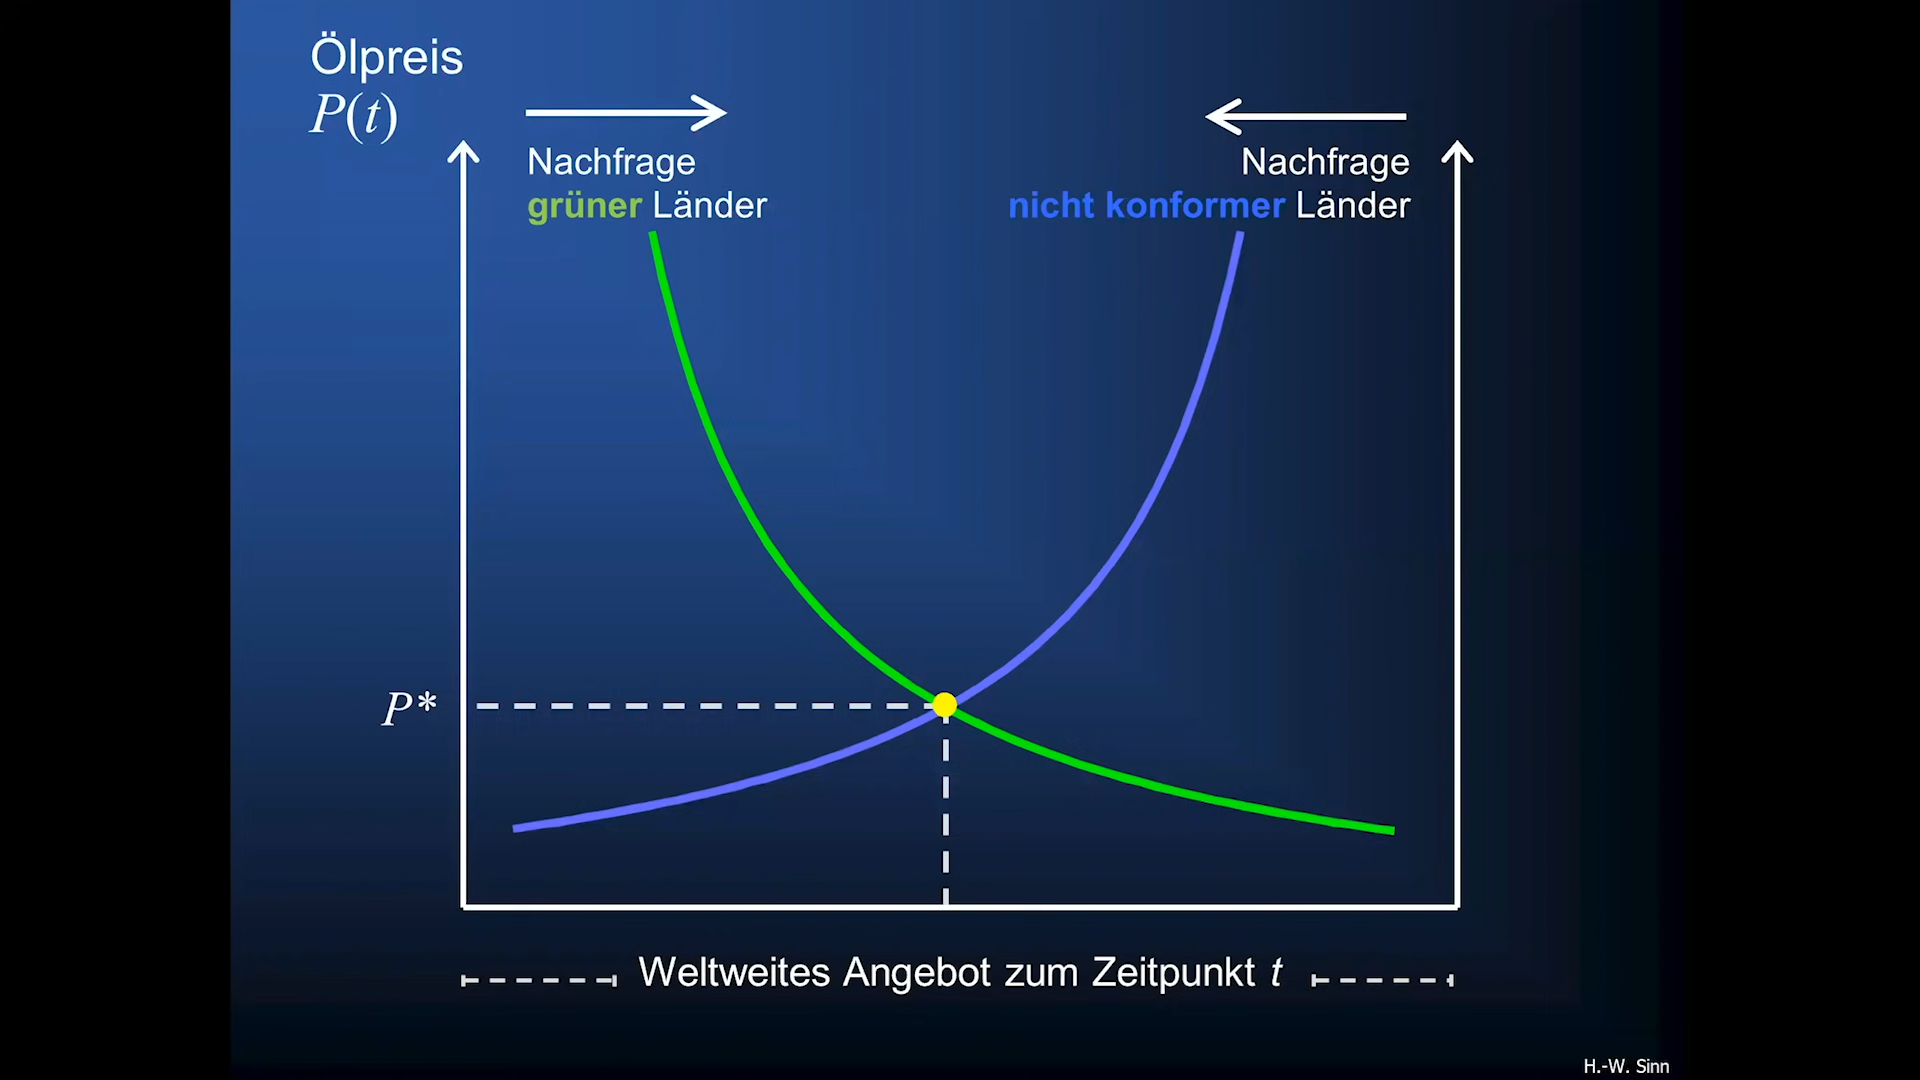 Ölpreis
P(t)
Nachfrage
grüner Länder
Nachfrage
nicht konformer Länder
P*
Weltweites Angebot zum Zeitpunkt t
H.-W. Sinn